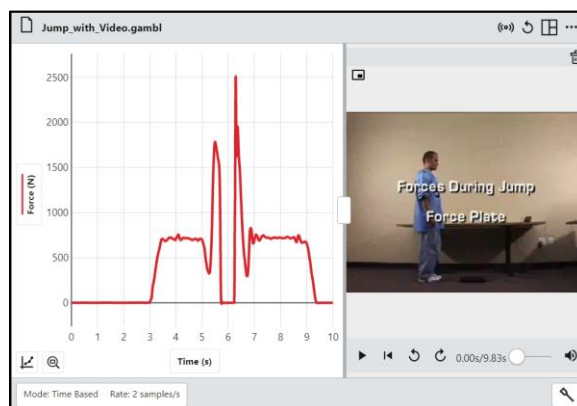 Jump_with_Video.gambl
2500
2000
1500
1000
500
0
Force (N)
0 1 2 3 4 5 6 7 8 9 10
Time (s)
Forces During Jump
Force Plate
0.00s/9.83s
Mode: Time Based Rate: 2 samples/s